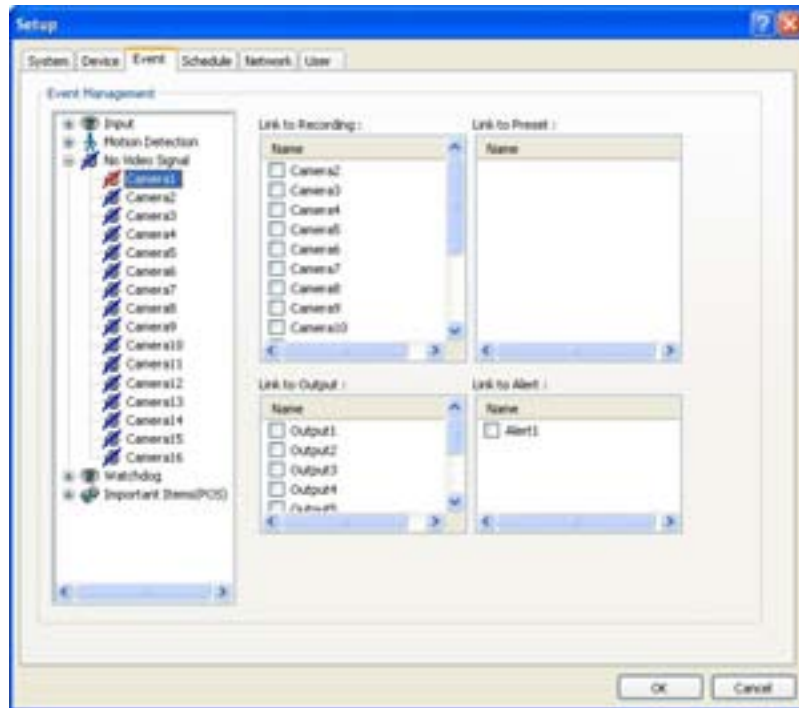 Setup
System Device Event Schedule Network User
Event Management
Input
Motion Detection
No Video Signal
Camera1
Camera2
Camera3
Camera4
Camera5
Camera6
Camera7
Camera8
Camera9
Camera10
Camera11
Camera12
Camera13
Camera14
Camera15
Camera16
Watchdog
Important Items(POS)
Link to Recording :
Name
Camera2
Camera3
Camera4
Camera5
Camera6
Camera7
Camera8
Camera9
Camera10
Link to Preset :
Name
Link to Output :
Name
Output1
Output2
Output3
Output4
Output5
Link to Alert :
Name
Alert1
OK Cancel